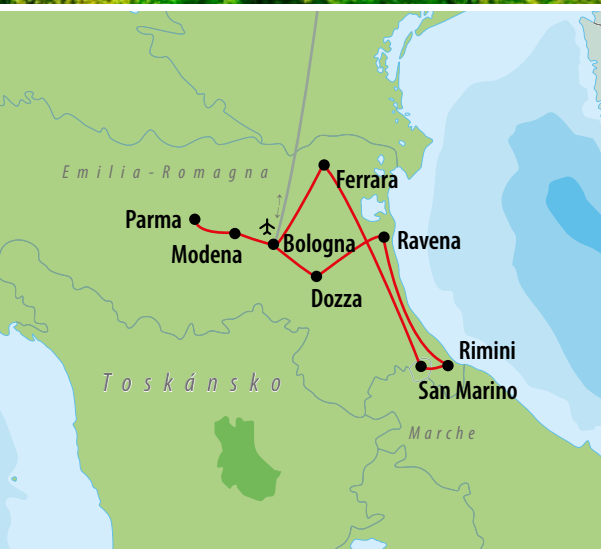 Emilia-Romagna
Ferrara
Parma
Modena
Bologna
Ravena
Dozza
Rimini
San Marino
Toskánsko
Marche